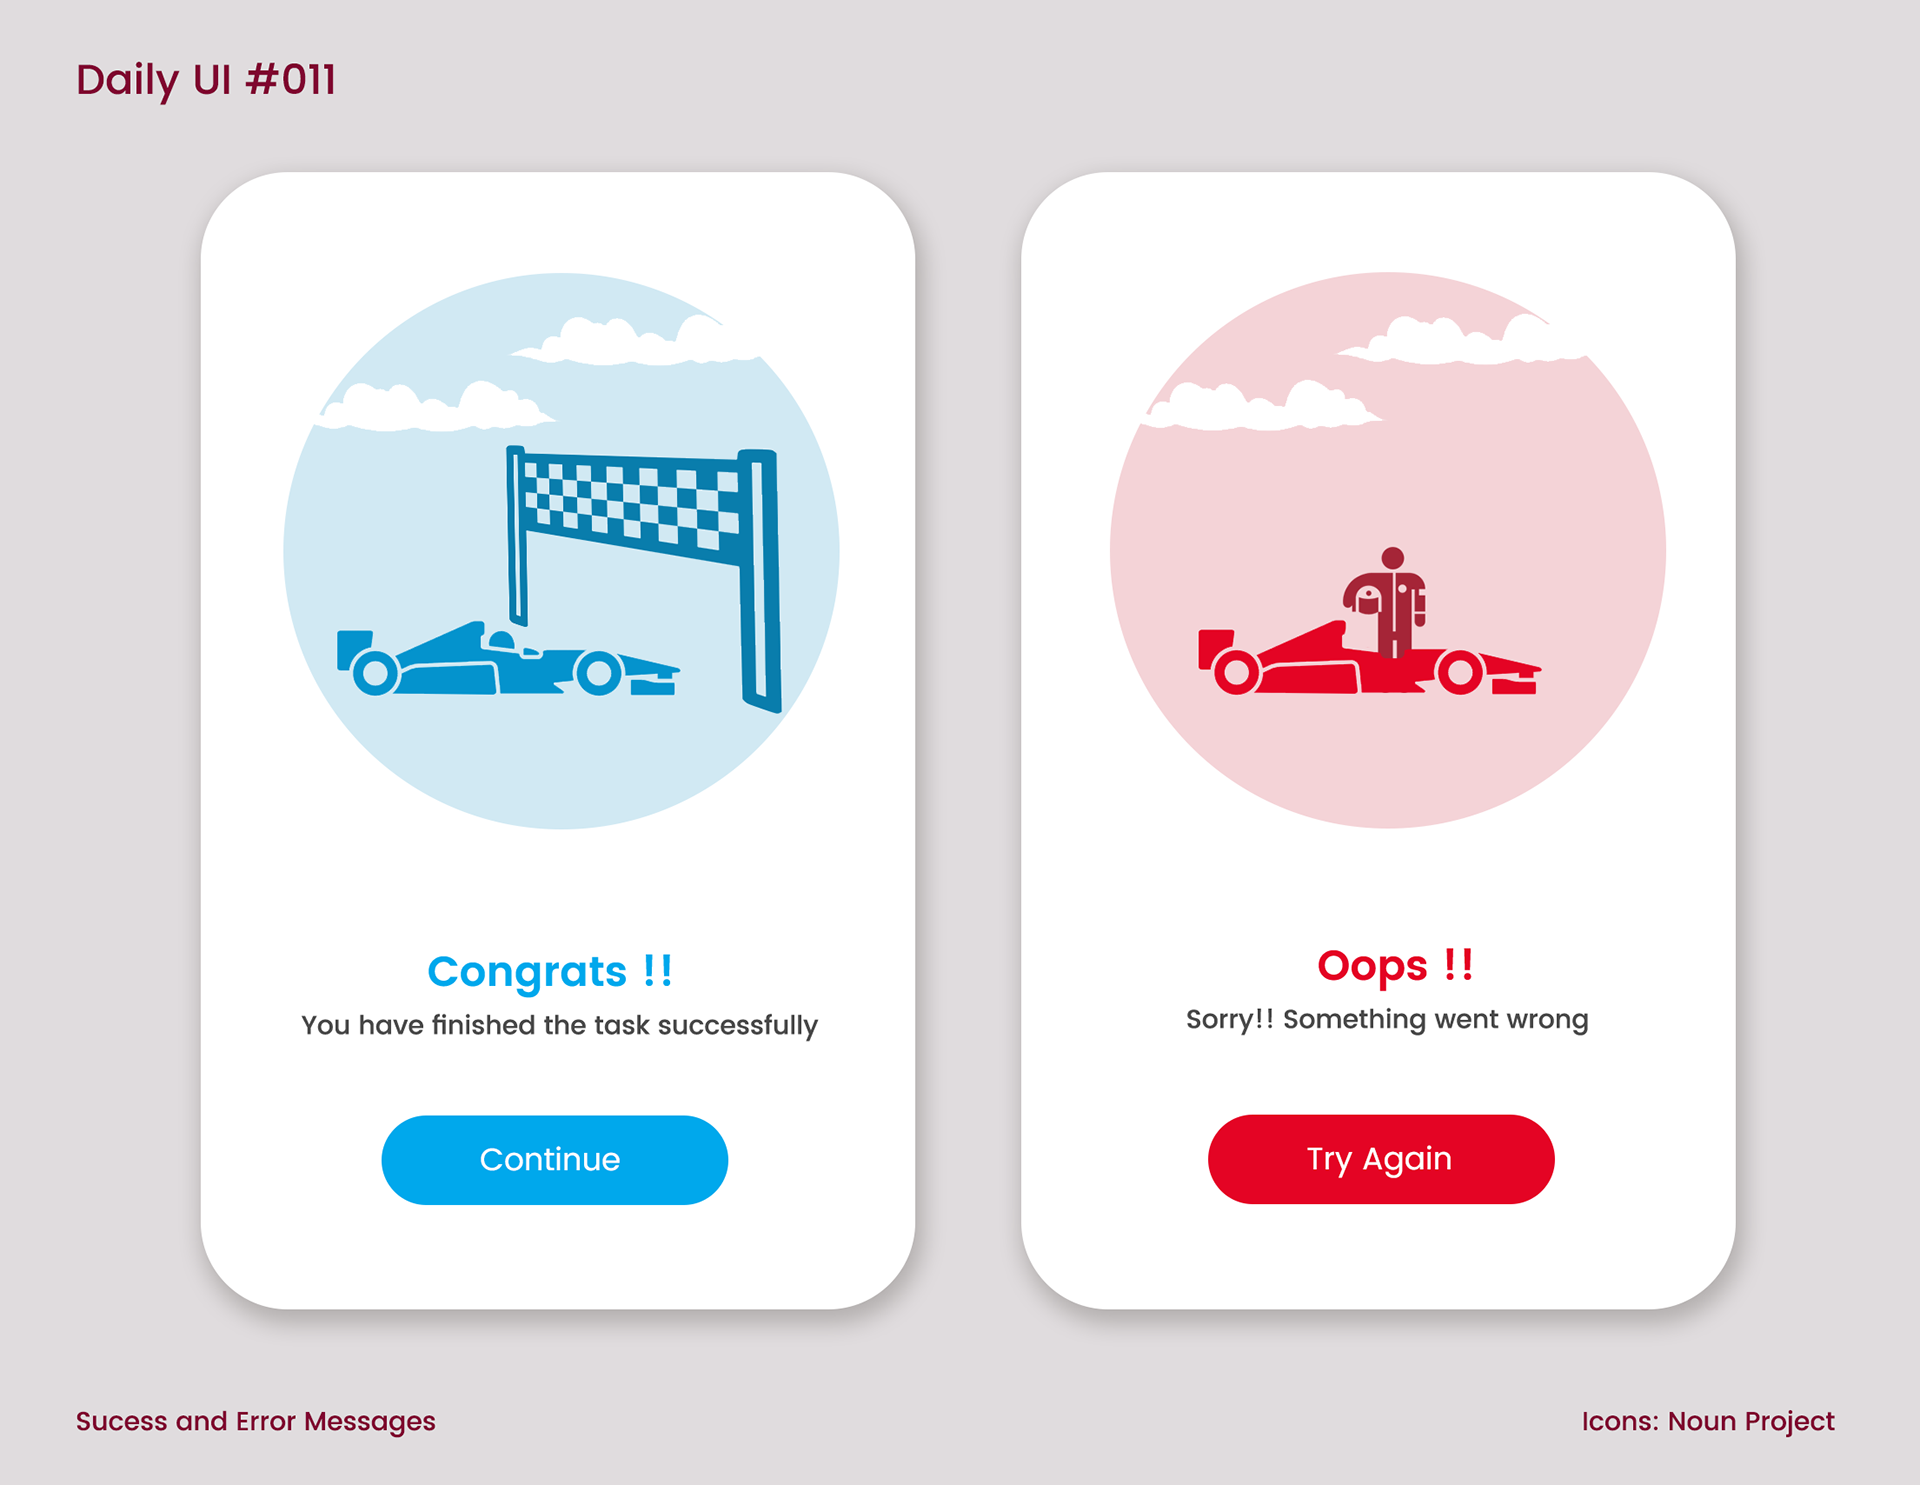 Daily UI #011
Congrats !!
You have finished the task successfully
Continue
Oops !!
Sorry!! Something went wrong
Try Again
Sucess and Error Messages
Icons: Noun Project